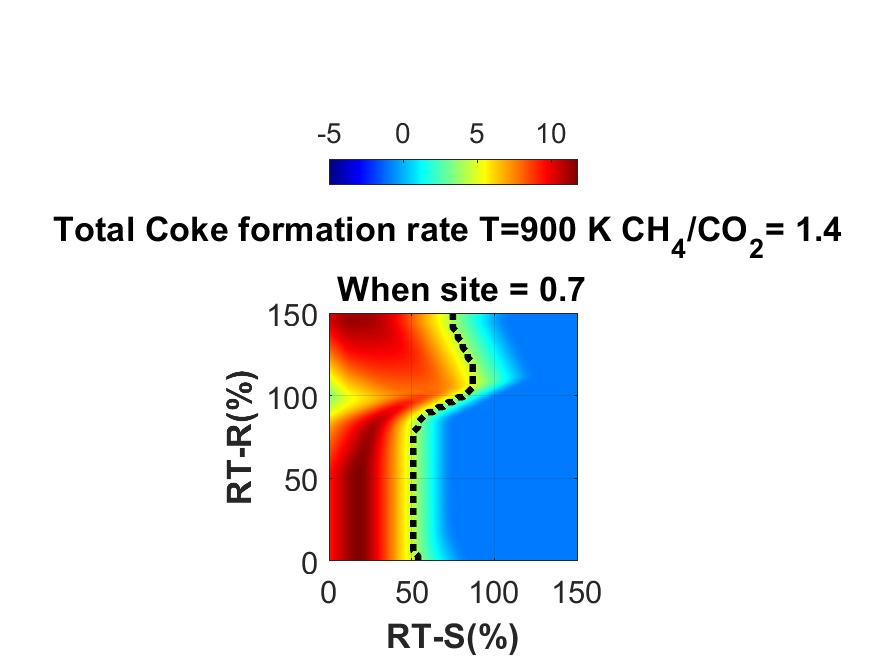 -5 0 5 10
Total Coke formation rate T=900 K CH4/CO2= 1.4
When site = 0.7
150
100
50
0
RT-R(%)
0 50 100 150
RT-S(%)